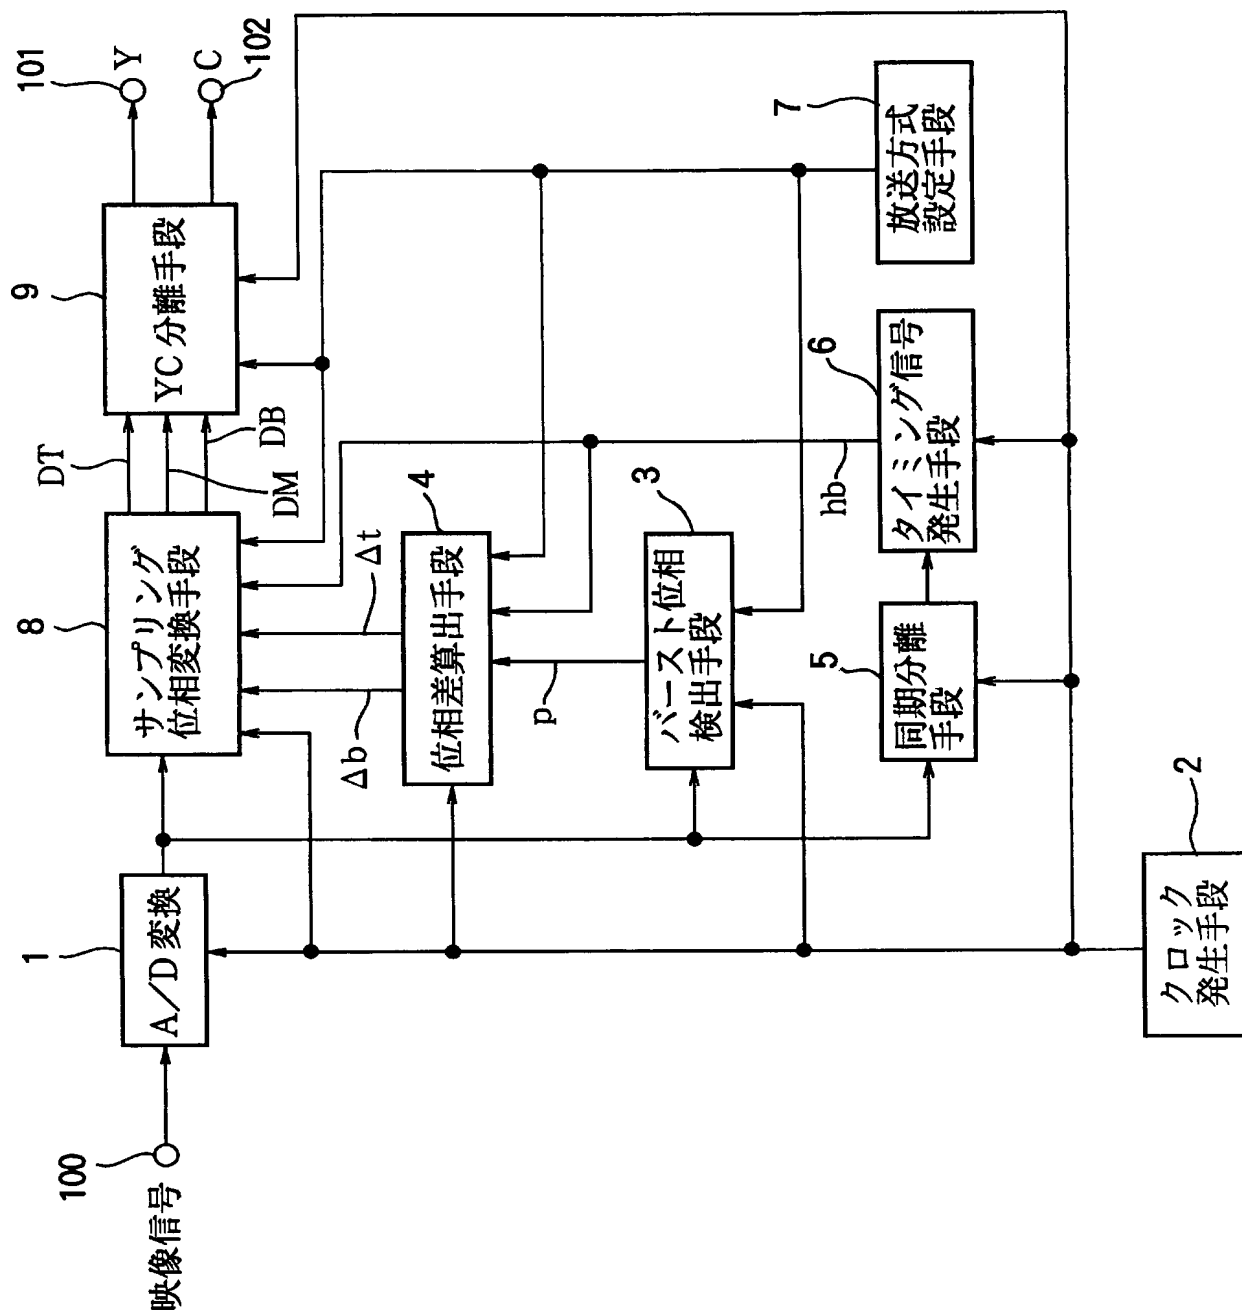 映像信号
100
1
A/D変換
8
サンプリング
位相変換手段
DT
DM
DB
9
YC分離手段
101
Y
C
102
Δb
Δt
4
位相差算出手段
p
3
バースト位相
検出手段
5
同期分離
手段
hb
6
タイミング信号
発生手段
7
放送方式
設定手段
2
クロック
発生手段